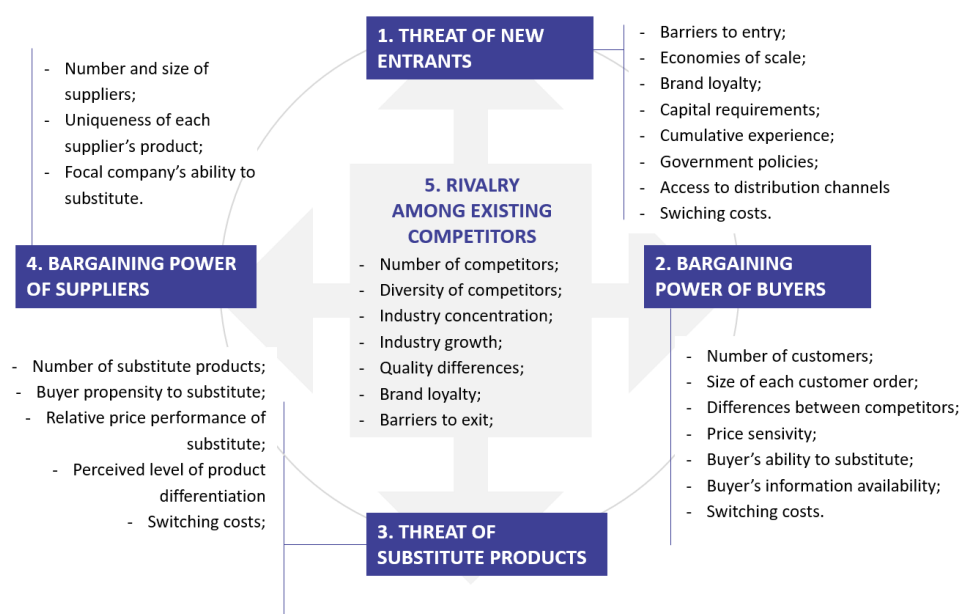 1. THREAT OF NEW
ENTRANTS
- Barriers to entry;
- Economies of scale;
- Brand loyalty;
- Capital requirements;
- Cumulative experience;
- Government policies;
- Access to distribution channels
- Swiching costs.
2. BARGAINING
POWER OF BUYERS
- Number of customers;
- Size of each customer order;
- Differences between competitors;
- Price sensivity;
- Buyer’s ability to substitute;
- Buyer’s information availability;
- Switching costs.
3. THREAT OF
SUBSTITUTE PRODUCTS
- Number of substitute products;
- Buyer propensity to substitute;
- Relative price performance of
substitute;
- Perceived level of product
differentiation
- Switching costs;
4. BARGAINING POWER
OF SUPPLIERS
- Number and size of
suppliers;
- Uniqueness of each
supplier’s product;
- Focal company’s ability to
substitute.
5. RIVALRY
AMONG EXISTING
COMPETITORS
- Number of competitors;
- Diversity of competitors;
- Industry concentration;
- Industry growth;
- Quality differences;
- Brand loyalty;
- Barriers to exit;